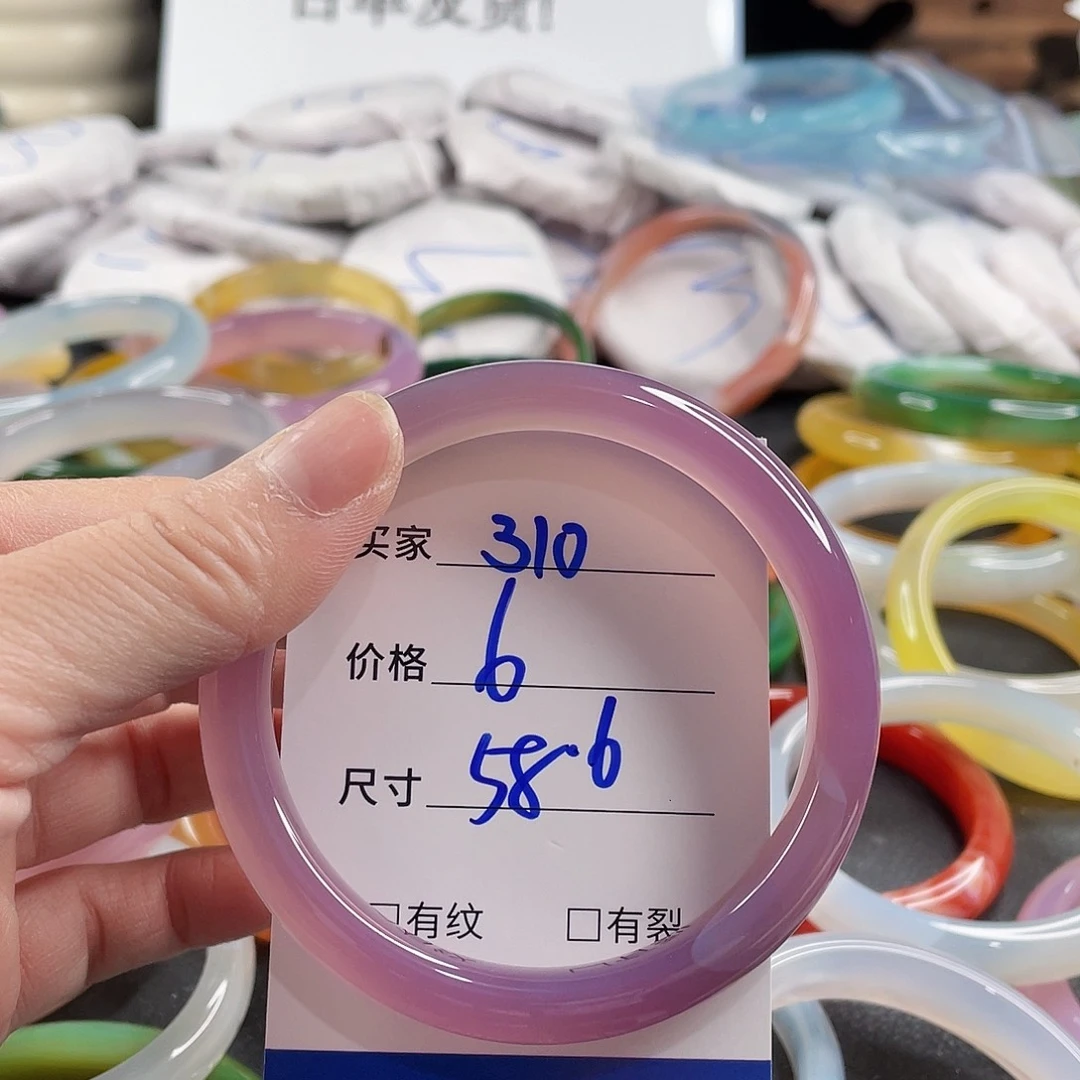 买家 310
价格 6
尺寸 58.6
□有纹 □有裂